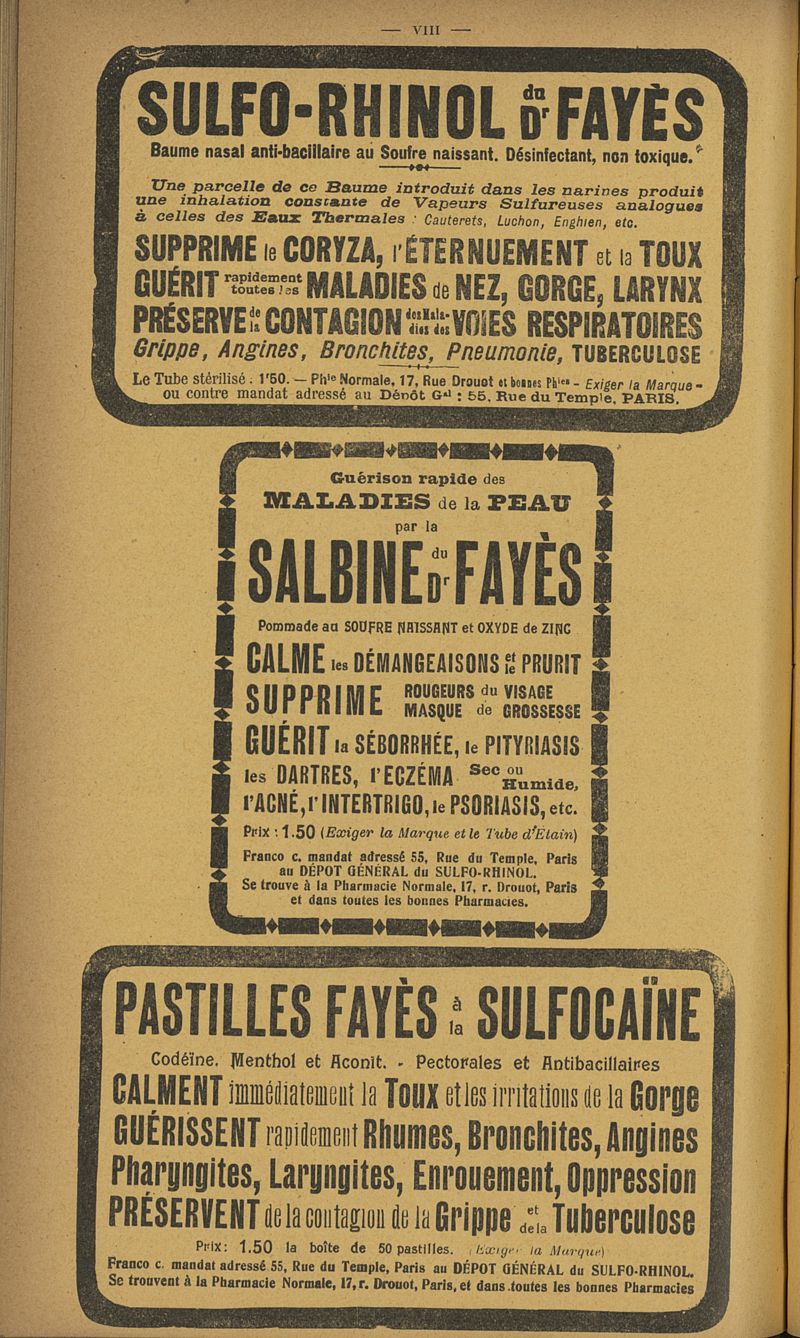 — VIII —
SULFO-RHINOL du Dr FAYÈS
Baume nasal anti-bacillaire au Soufre naissant. Désinfectant, non toxique.
Une parcelle de ce Baume introduit dans les narines produit
une inhalation constante de Vapeurs Sulfureuses analogues
à celles des Eaux Thermales : Cauterets, Luchon, Enghien, etc.
SUPPRIME le CORYZA, l'ÉTERNUEMENT et la TOUX
GUÉRIT rapidement toutes les MALADIES de NEZ, GORGE, LARYNX
PRÉSERVE de la CONTAGION des Maladies des VOIES RESPIRATOIRES
Grippe, Angines, Bronchites, Pneumonie, TUBERCULOSE
Le Tube stérilisé : 1'50. — Phie Normale, 17, Rue Drouot et bonnes Phies - Exiger la Marque -
ou contre mandat adressé au Dépôt Gal : 55, Rue du Temple, PARIS.
Guérison rapide des
MALADIES de la PEAU
par la
SALBINE du Dr FAYÈS
Pommade au SOUFRE NAISSANT et OXYDE de ZINC
CALME les DÉMANGEAISONS et le PRURIT
SUPPRIME ROUGEURS du VISAGE
MASQUE de GROSSESSE
GUÉRIT la SÉBORRHÉE, le PITYRIASIS
les DARTRES, l'ECZÉMA Sec ou Humide,
l'ACNÉ, l'INTERTRIGO, le PSORIASIS, etc.
Prix : 1.50 (Exiger la Marque et le Tube d'Étain)
Franco c. mandat adressé 55, Rue du Temple, Paris
au DÉPOT GÉNÉRAL du SULFO-RHINOL.
Se trouve à la Pharmacie Normale, 17, r. Drouot, Paris
et dans toutes les bonnes Pharmacies.
PASTILLES FAYÈS à la SULFOCAÏNE
Codéïne, Menthol et Aconit. - Pectorales et Antibacillaires
CALMENT immédiatement la Toux et les irritations de la Gorge
GUÉRISSENT rapidement Rhumes, Bronchites, Angines
Pharyngites, Laryngites, Enrouement, Oppression
PRÉSERVENT de la contagion de la Grippe et de la Tuberculose
Prix : 1.50 la boîte de 50 pastilles. (Exiger la Marque)
Franco c. mandat adressé 55, Rue du Temple, Paris au DÉPOT GÉNÉRAL du SULFO-RHINOL.
Se trouvent à la Pharmacie Normale, 17, r. Drouot, Paris, et dans toutes les bonnes Pharmacies